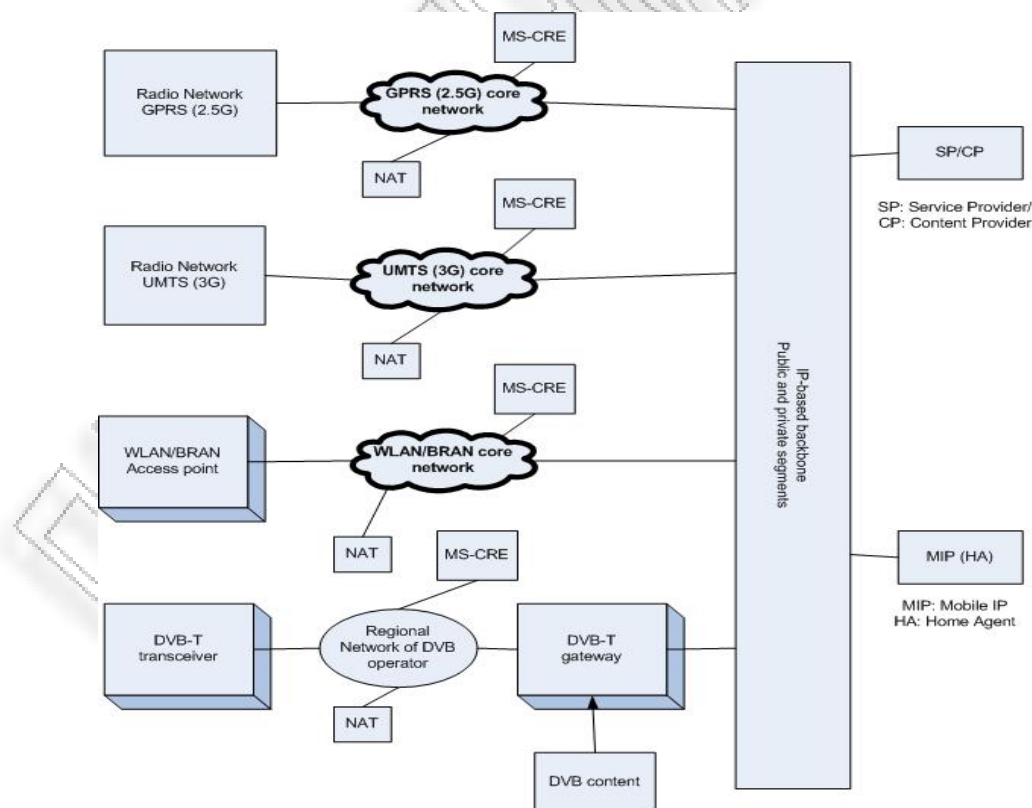 MS-CRE
Radio Network
GPRS (2.5G)
GPRS (2.5G) core
network
NAT
SP/CP
SP: Service Provider/
CP: Content Provider
MS-CRE
Radio Network
UMTS (3G)
UMTS (3G) core
network
NAT
IP-based backbone
Public and private segments
MS-CRE
WLAN/BRAN
Access point
WLAN/BRAN core
network
NAT
MS-CRE
MIP (HA)
MIP: Mobile IP
HA: Home Agent
DVB-T
transceiver
Regional
Network of DVB
operator
DVB-T
gateway
NAT
DVB content